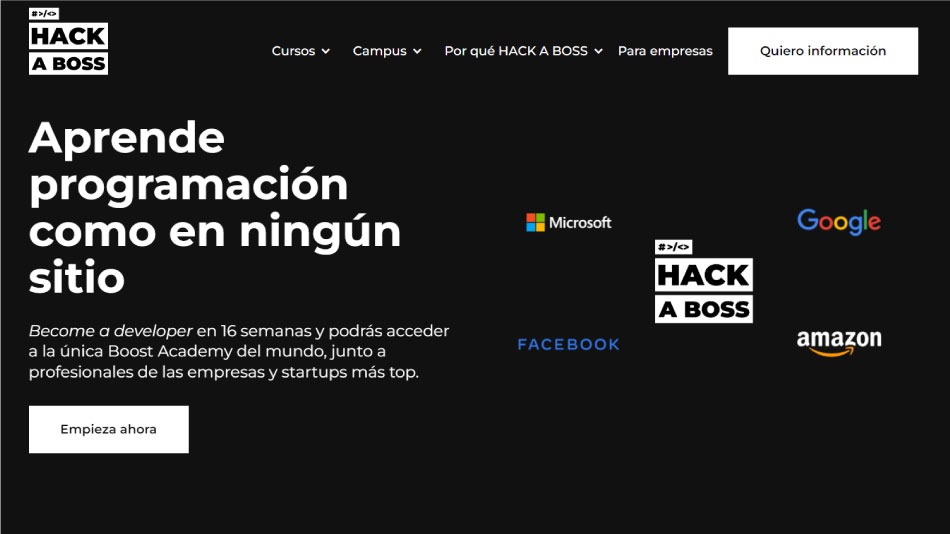 #>/<>
HACK
A BOSS
Cursos
Campus
Por qué HACK A BOSS
Para empresas
Quiero información
Aprende
programación
como en ningún
sitio
Become a developer en 16 semanas y podrás acceder
a la única Boost Academy del mundo, junto a
profesionales de las empresas y startups más top.
Empieza ahora
Microsoft
Google
#>/<>
HACK
A BOSS
FACEBOOK
amazon